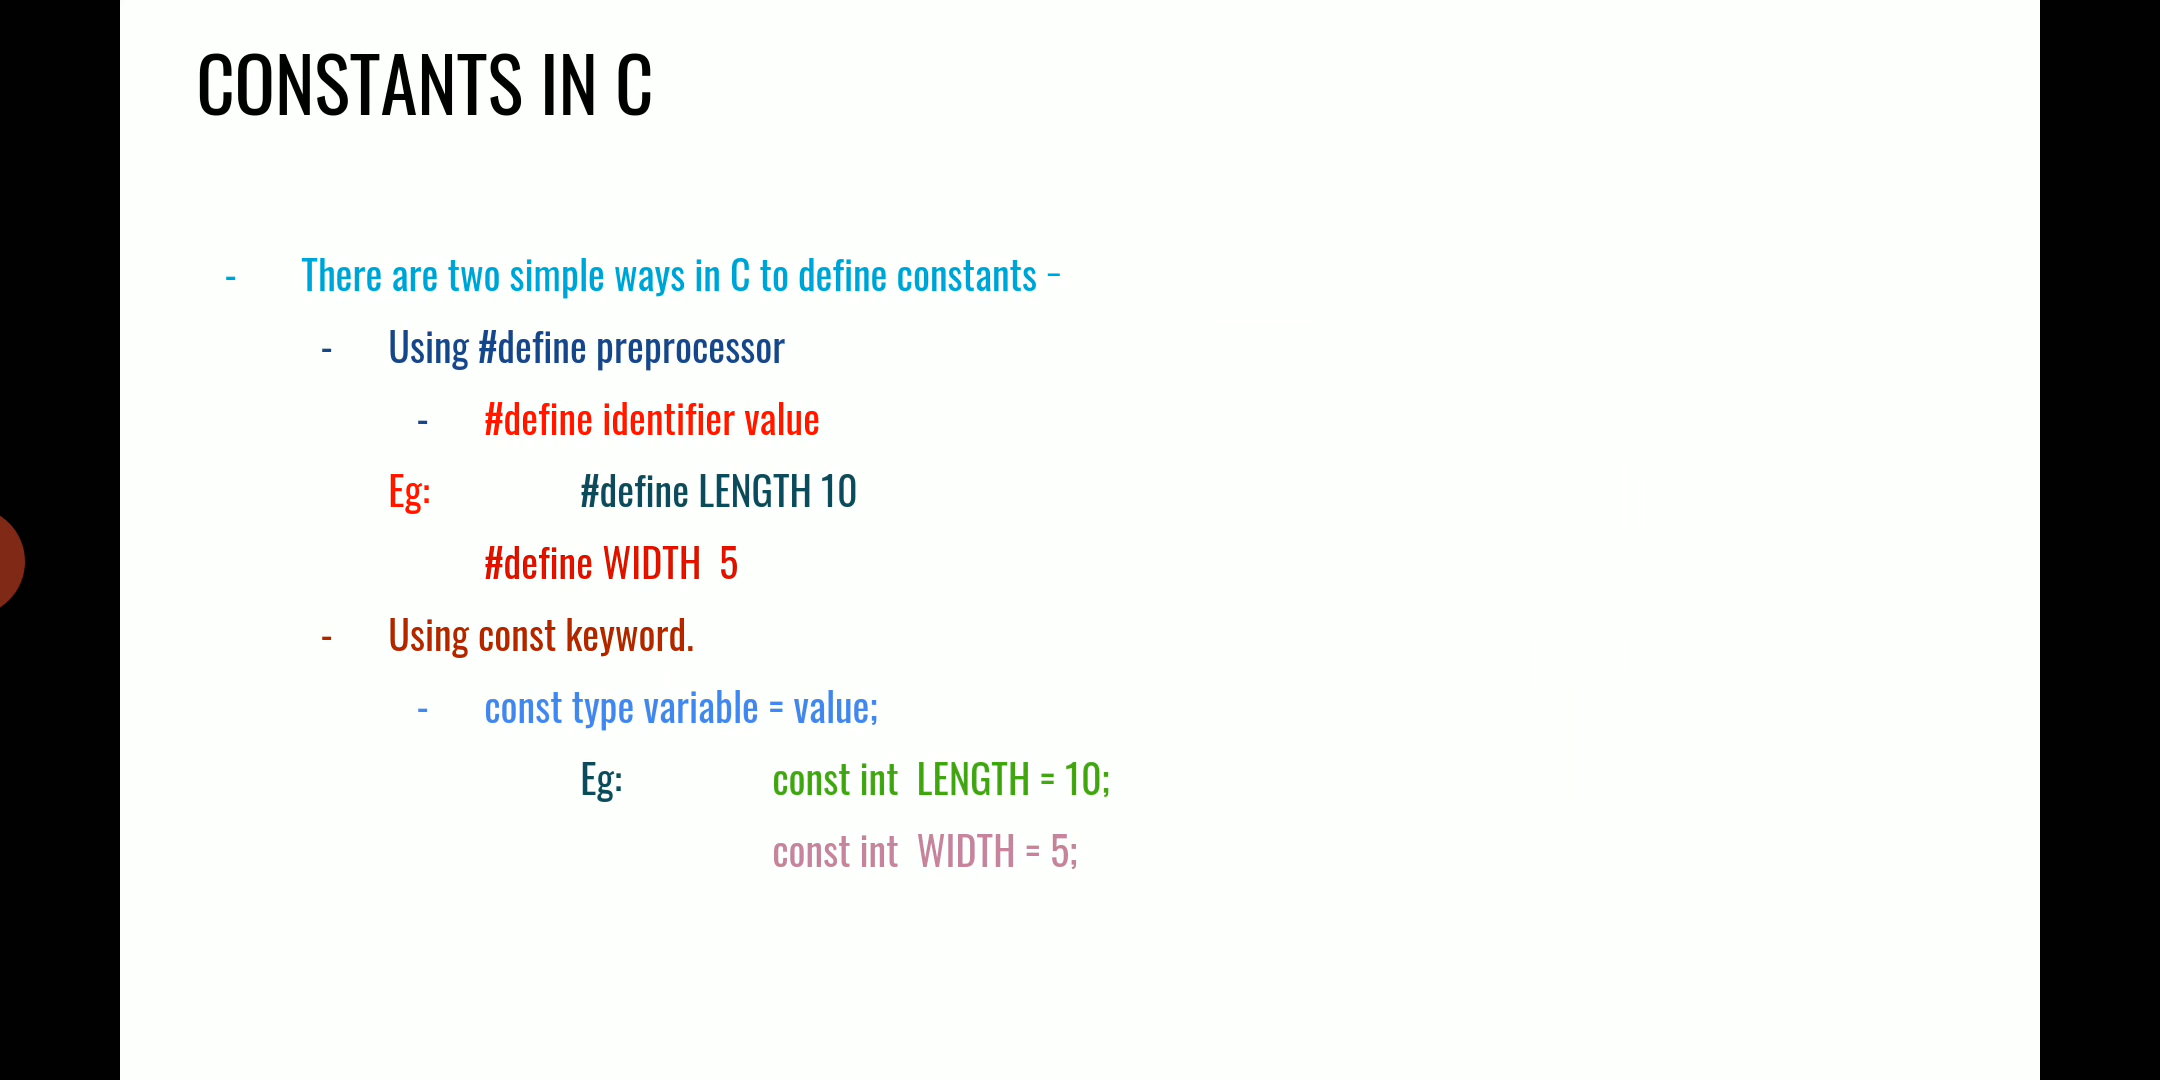 CONSTANTS IN C
- There are two simple ways in C to define constants −
- Using #define preprocessor
- #define identifier value
Eg: #define LENGTH 10
#define WIDTH  5
- Using const keyword.
- const type variable = value;
Eg: const int  LENGTH = 10;
const int  WIDTH = 5;